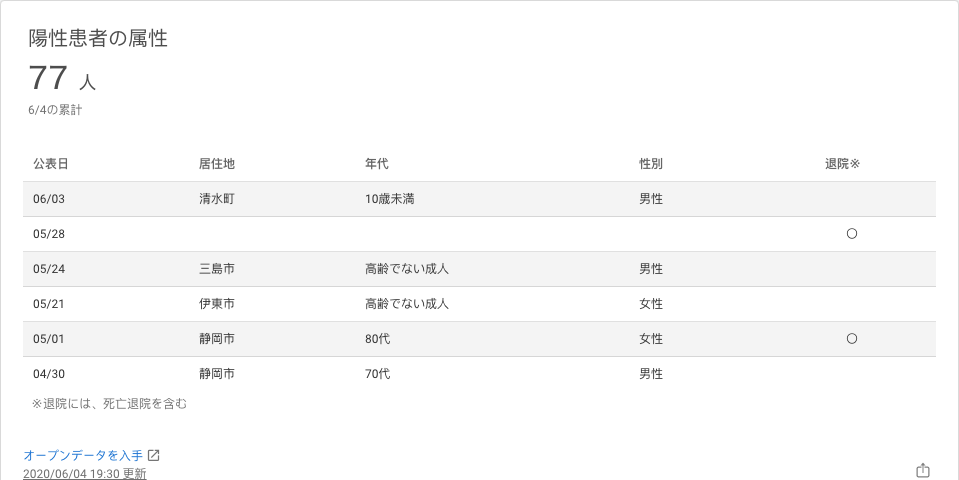 陽性患者の属性
77 人
6/4の累計
公表日 居住地 年代 性別 退院※
06/03 清水町 10歳未満 男性
05/28 ○
05/24 三島市 高齢でない成人 男性
05/21 伊東市 高齢でない成人 女性
05/01 静岡市 80代 女性 ○
04/30 静岡市 70代 男性
※退院には、死亡退院を含む
オープンデータを入手
2020/06/04 19:30 更新